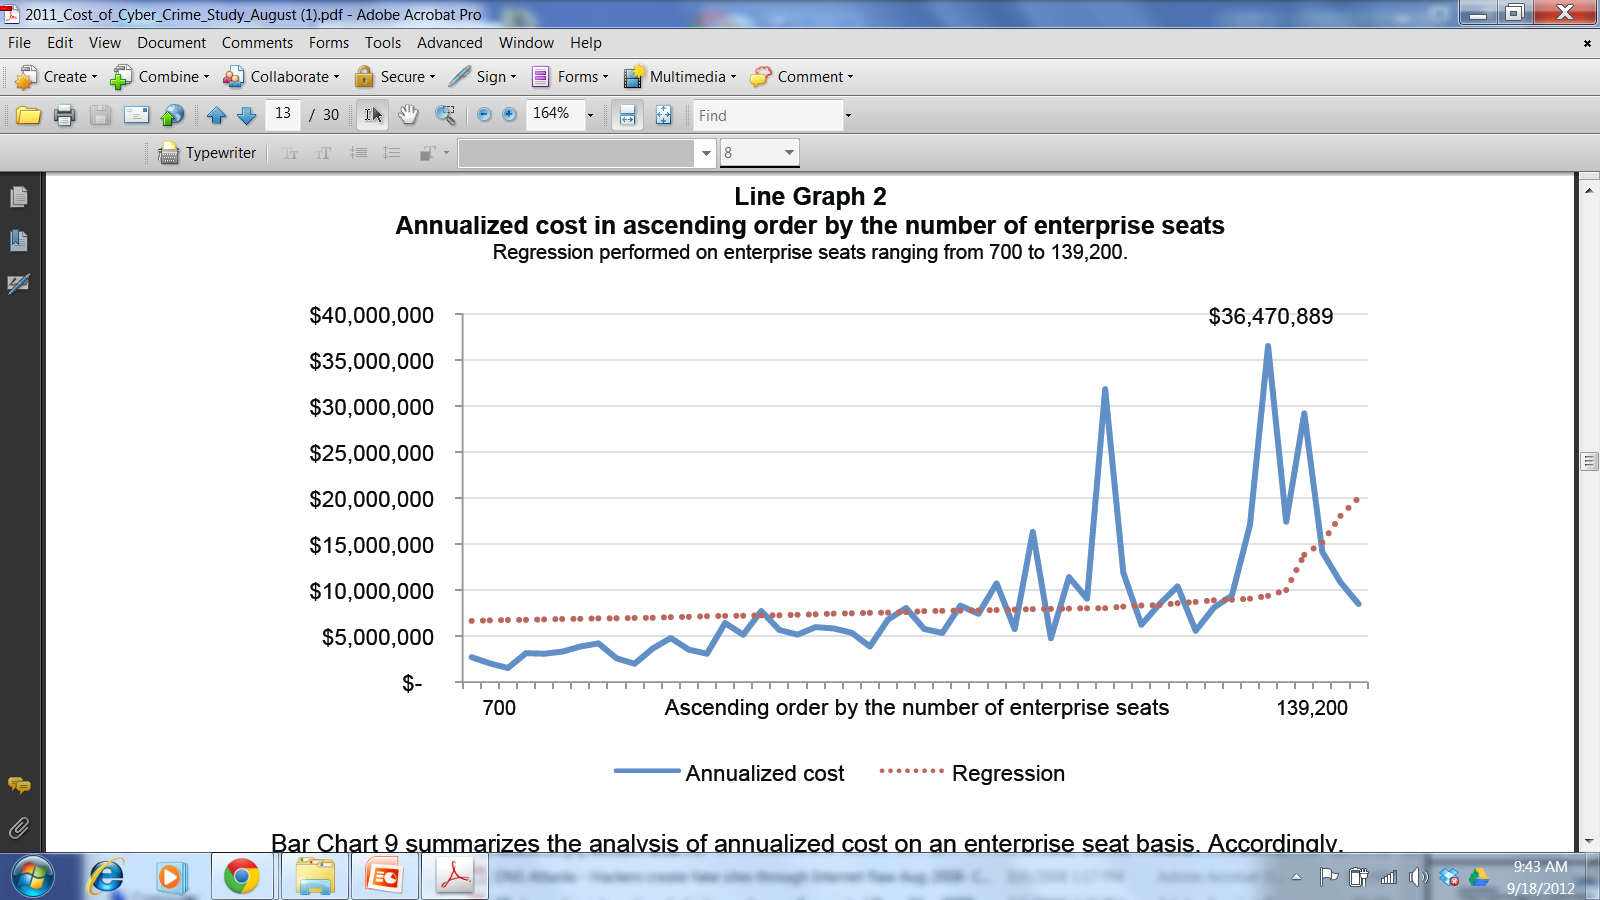 2011_Cost_of_Cyber_Crime_Study_August (1).pdf - Adobe Acrobat Pro
File Edit View Document Comments Forms Tools Advanced Window Help
Create Combine Collaborate Secure Sign Forms Multimedia Comment
13 / 30 164% Find
Typewriter 8
Line Graph 2
Annualized cost in ascending order by the number of enterprise seats
Regression performed on enterprise seats ranging from 700 to 139,200.
$36,470,889
$40,000,000
$35,000,000
$30,000,000
$25,000,000
$20,000,000
$15,000,000
$10,000,000
$5,000,000
$-
700 Ascending order by the number of enterprise seats 139,200
Annualized cost Regression
Bar Chart 9 summarizes the analysis of annualized cost on an enterprise seat basis. Accordingly,
9:43 AM
9/18/2012